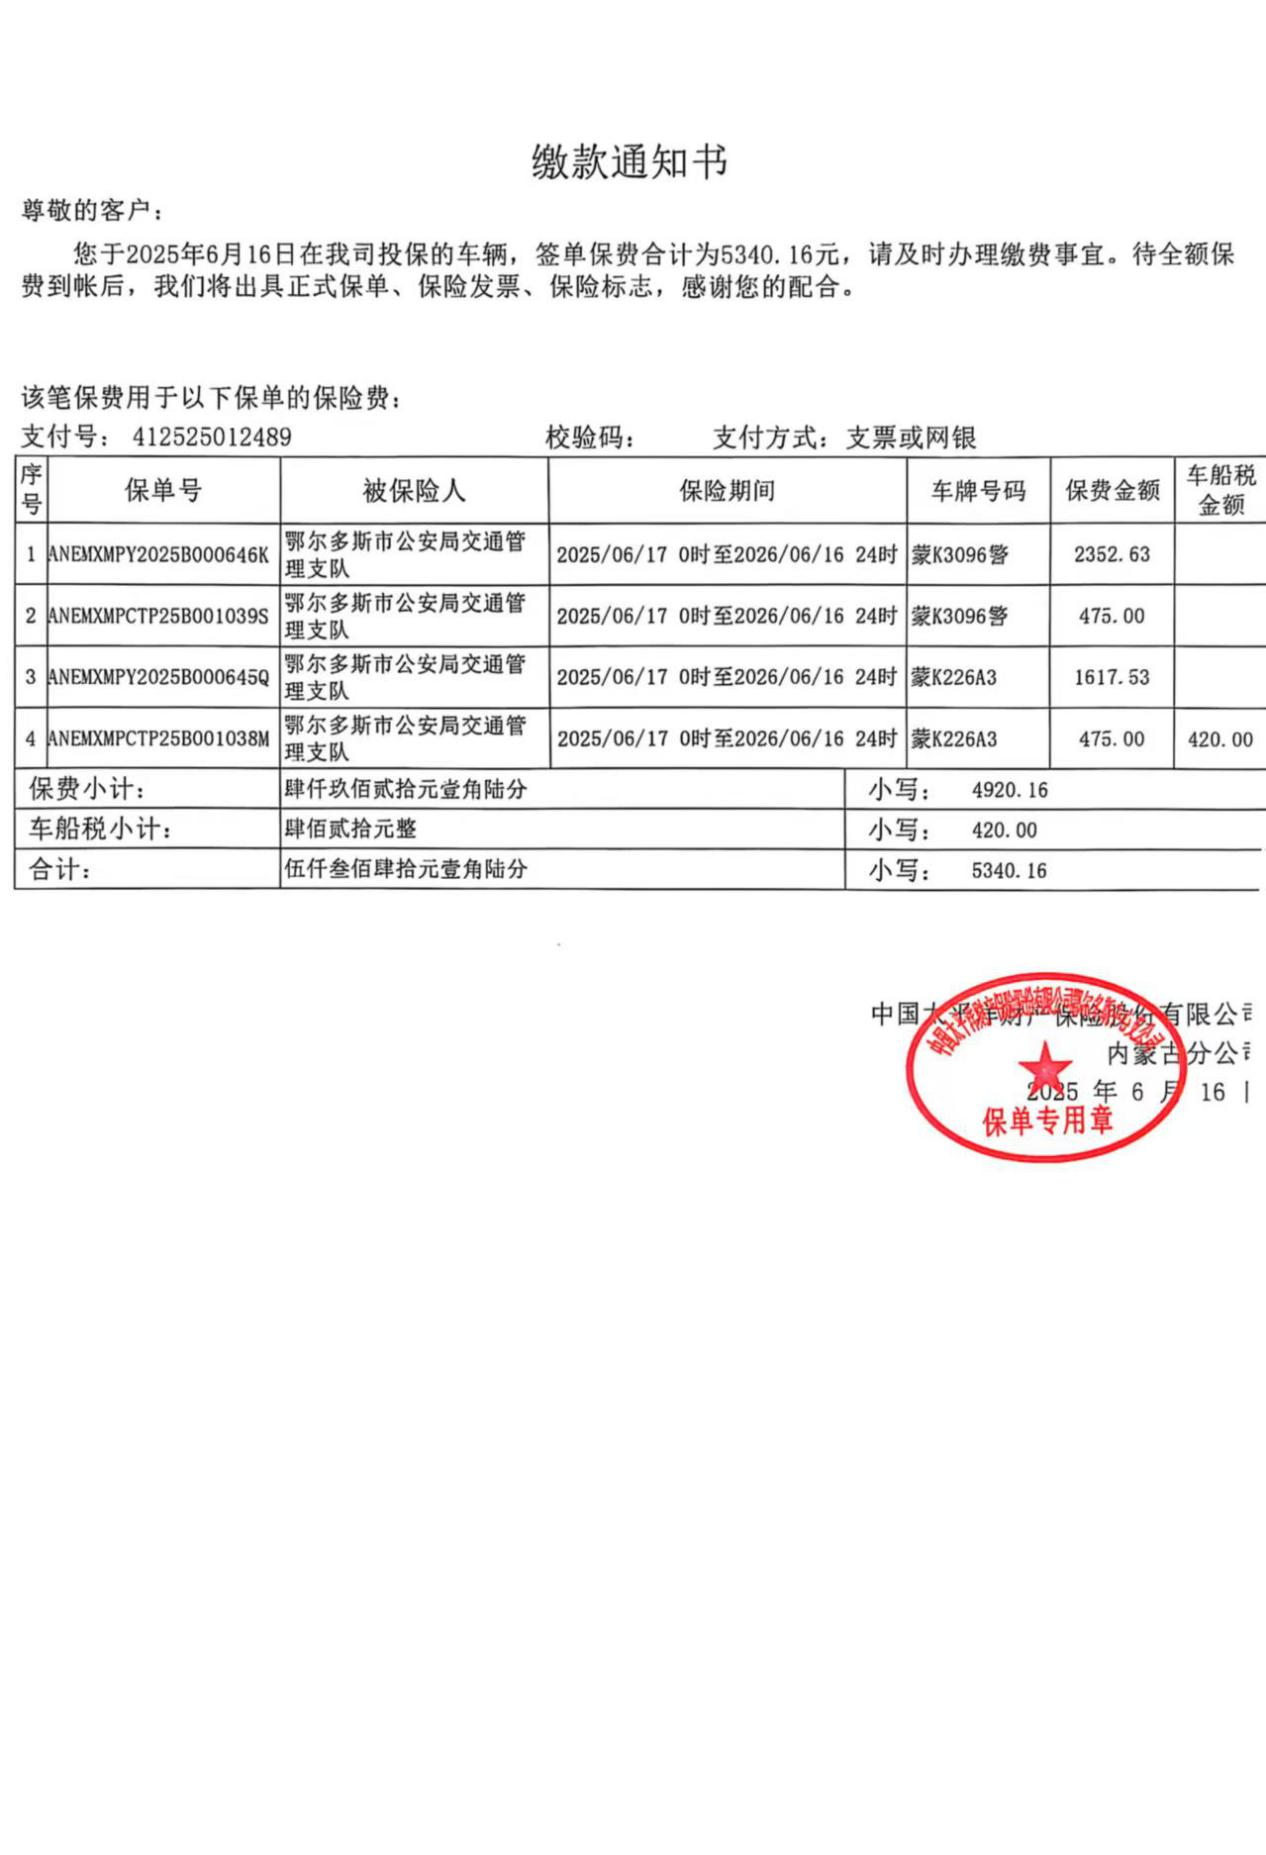 缴款通知书
尊敬的客户：
您于2025年6月16日在我司投保的车辆，签单保费合计为5340.16元，请及时办理缴费事宜。待全额保
费到帐后，我们将出具正式保单、保险发票、保险标志，感谢您的配合。
该笔保费用于以下保单的保险费：
支付号： 412525012489 校验码： 支付方式：支票或网银
序号 保单号 被保险人 保险期间 车牌号码 保费金额 车船税金额
1 ANEMXMPY2025B000646K 鄂尔多斯市公安局交通管理支队 2025/06/17 0时至2026/06/16 24时 蒙K3096警 2352.63
2 ANEMXMPCTP25B001039S 鄂尔多斯市公安局交通管理支队 2025/06/17 0时至2026/06/16 24时 蒙K3096警 475.00
3 ANEMXMPY2025B000645Q 鄂尔多斯市公安局交通管理支队 2025/06/17 0时至2026/06/16 24时 蒙K226A3 1617.53
4 ANEMXMPCTP25B001038M 鄂尔多斯市公安局交通管理支队 2025/06/17 0时至2026/06/16 24时 蒙K226A3 475.00 420.00
保费小计： 肆仟玖佰贰拾元壹角陆分 小写： 4920.16
车船税小计： 肆佰贰拾元整 小写： 420.00
合计： 伍仟叁佰肆拾元壹角陆分 小写： 5340.16
中国太平洋财产保险股份有限公司
内蒙古分公司
2025 年 6 月 16
保单专用章